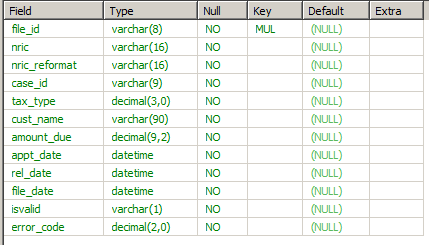 Field Type Null Key Default Extra
file_id varchar(8) NO MUL (NULL)
nric varchar(16) NO (NULL)
nric_reformat varchar(16) NO (NULL)
case_id varchar(9) NO (NULL)
tax_type decimal(3,0) NO (NULL)
cust_name varchar(90) NO (NULL)
amount_due decimal(9,2) NO (NULL)
appt_date datetime NO (NULL)
rel_date datetime NO (NULL)
file_date datetime NO (NULL)
isvalid varchar(1) NO (NULL)
error_code decimal(2,0) NO (NULL)